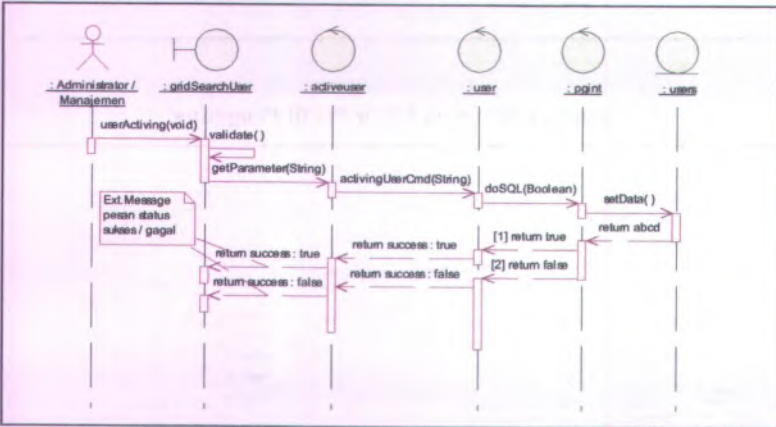 : Administrator /
Manajemen
: gridSearchUser
: activeuser
: user
: pgint
: users
userActiving(void)
validate( )
getParameter(String)
activingUserCmd(String)
doSQL(Boolean)
setData( )
Ext.Message
pesan status
sukses / gagal
return abcd
[1] return true
return success : true
return success : true
[2] return false
return success : false
return success : false